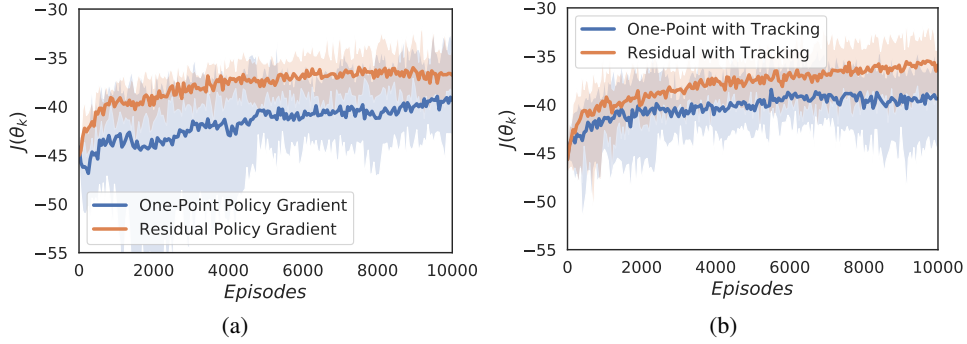 −30
−35
−40
−45
−50
−55
J(θk)
One-Point Policy Gradient
Residual Policy Gradient
0 2000 4000 6000 8000 10000
Episodes
(a)
−30
−35
−40
−45
−50
−55
J(θk)
One-Point with Tracking
Residual with Tracking
0 2000 4000 6000 8000 10000
Episodes
(b)